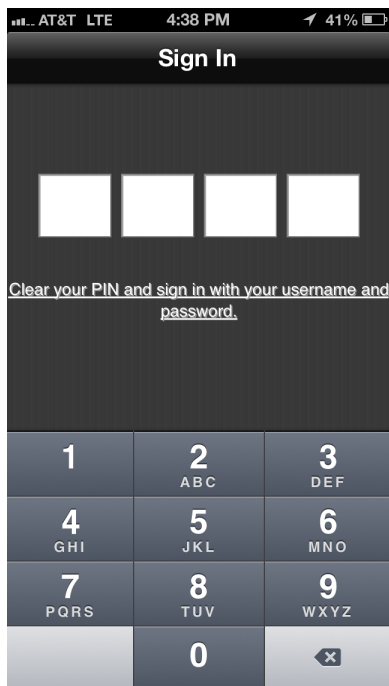 AT&T LTE 4:38 PM 41%
Sign In
Clear your PIN and sign in with your username and
password.
1 2 3
ABC DEF
4 5 6
GHI JKL MNO
7 8 9
PQRS TUV WXYZ
0